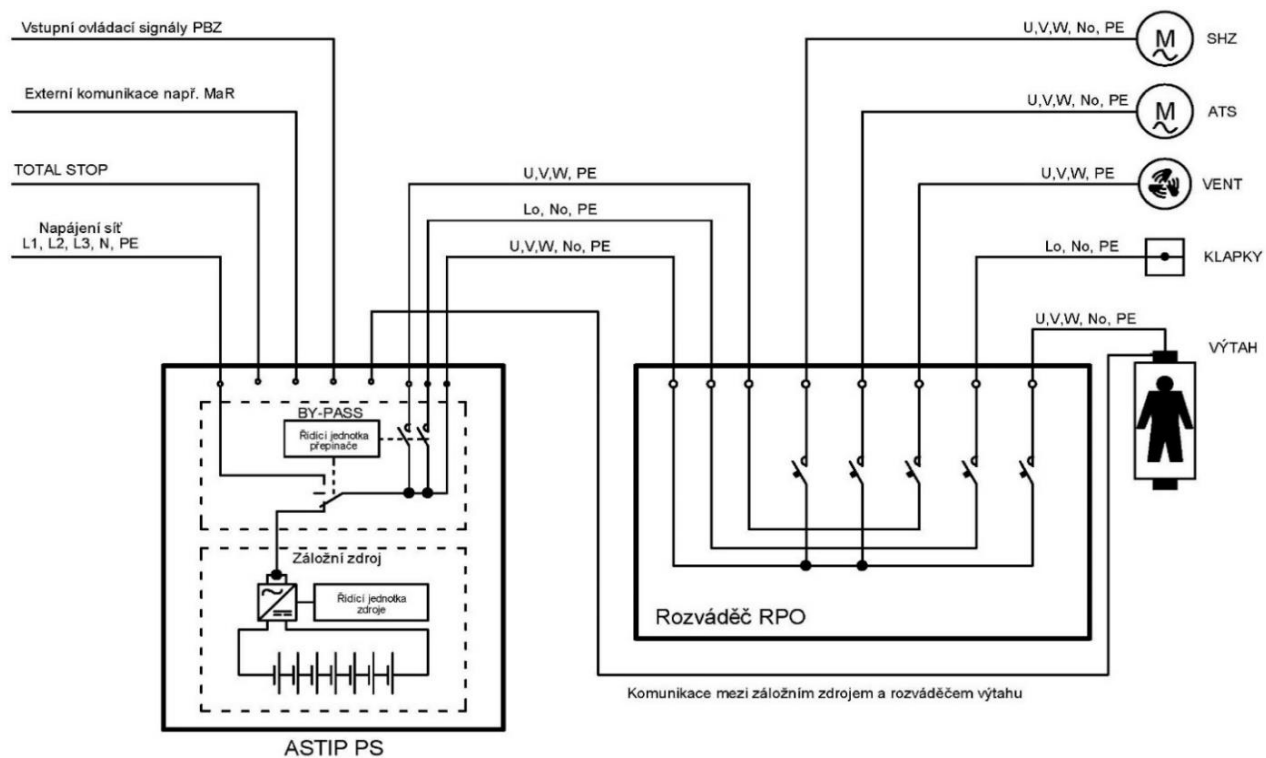 Vstupní ovládací signály PBZ
Externí komunikace např. MaR
TOTAL STOP
Napájení síť
L1, L2, L3, N, PE
U,V,W, PE
Lo, No, PE
U,V,W, No, PE
U,V,W, No, PE
SHZ
M
U,V,W, No, PE
ATS
M
U,V,W, PE
VENT
Lo, No, PE
KLAPKY
U,V,W, No, PE
VÝTAH
BY-PASS
Řídicí jednotka
přepínače
Záložní zdroj
Řídicí jednotka
zdroje
ASTIP PS
Rozváděč RPO
Komunikace mezi záložním zdrojem a rozváděčem výtahu